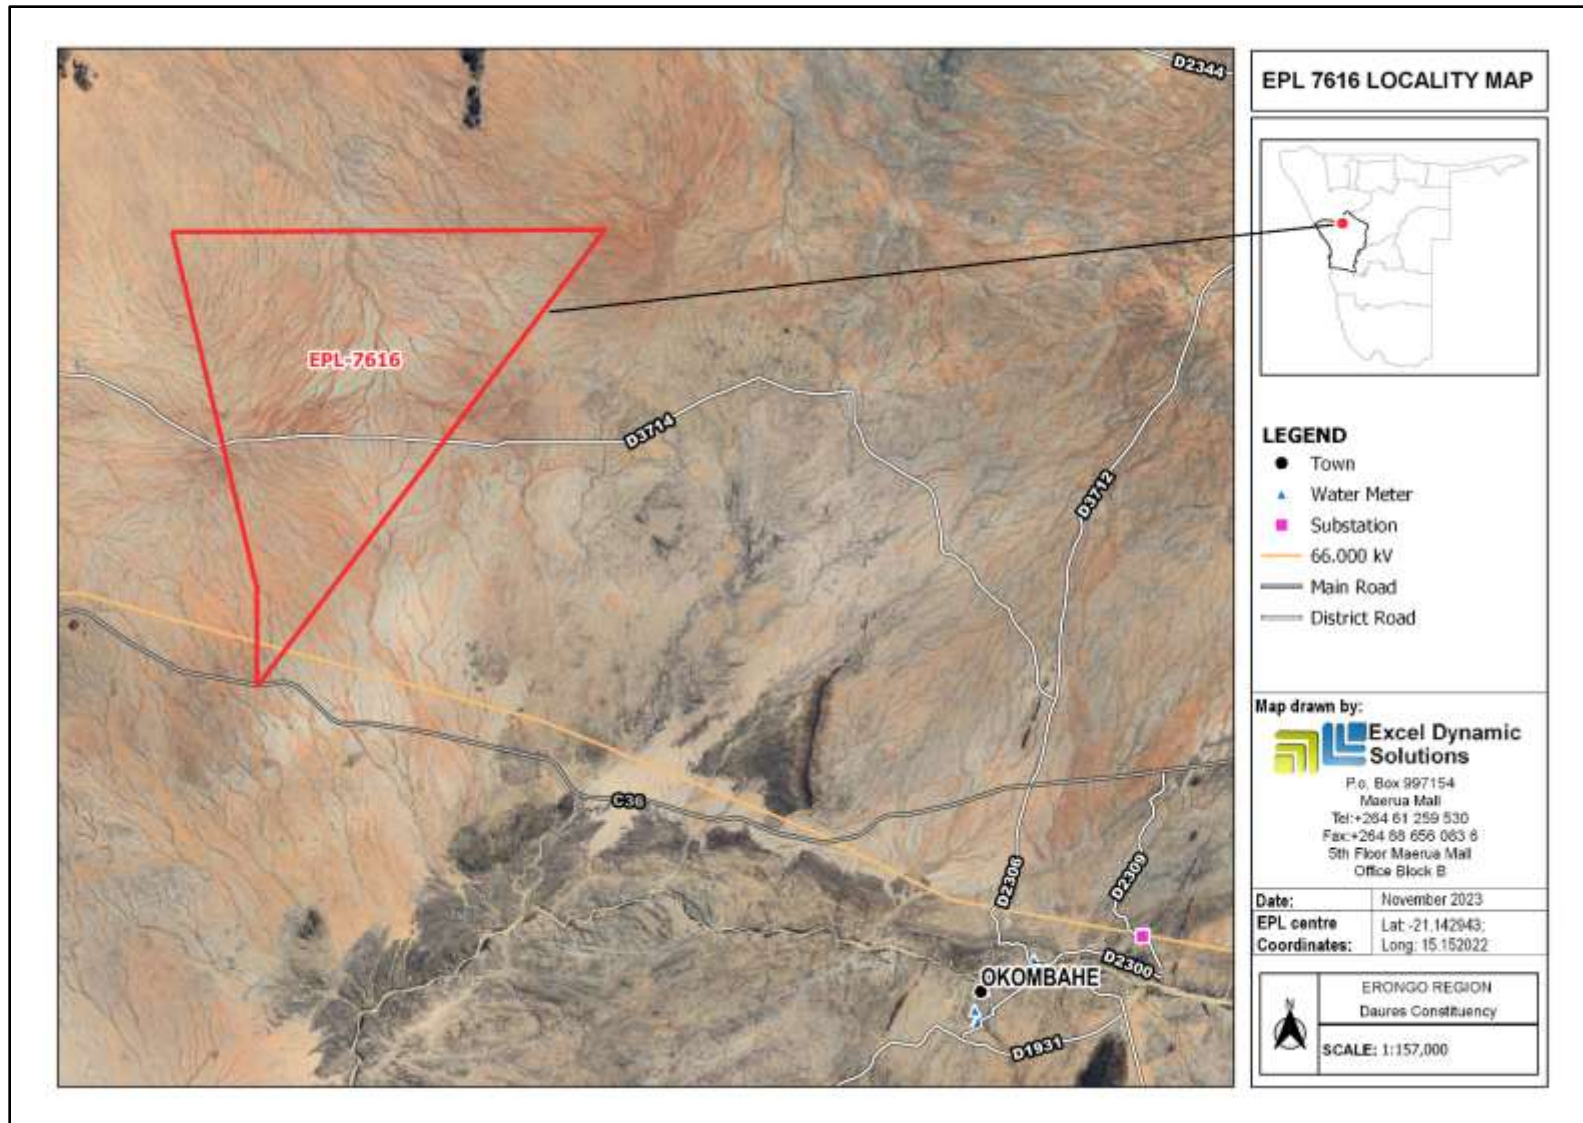 D2344
EPL-7616
D3714
D3712
C36
D2306
D2309
OKOMBAHE
D2300
D1931
EPL 7616 LOCALITY MAP
LEGEND
Town
Water Meter
Substation
66.000 kV
Main Road
District Road
Map drawn by:
Excel Dynamic
Solutions
P.o. Box 997154
Maerua Mall
Tel:+264 61 259 530
Fax:+264 88 656 083 6
5th Floor Maerua Mall
Office Block B
Date: November 2023
EPL centre Lat: -21.142943;
Coordinates: Long: 15.152022
N
ERONGO REGION
Daures Constituency
SCALE: 1:157,000